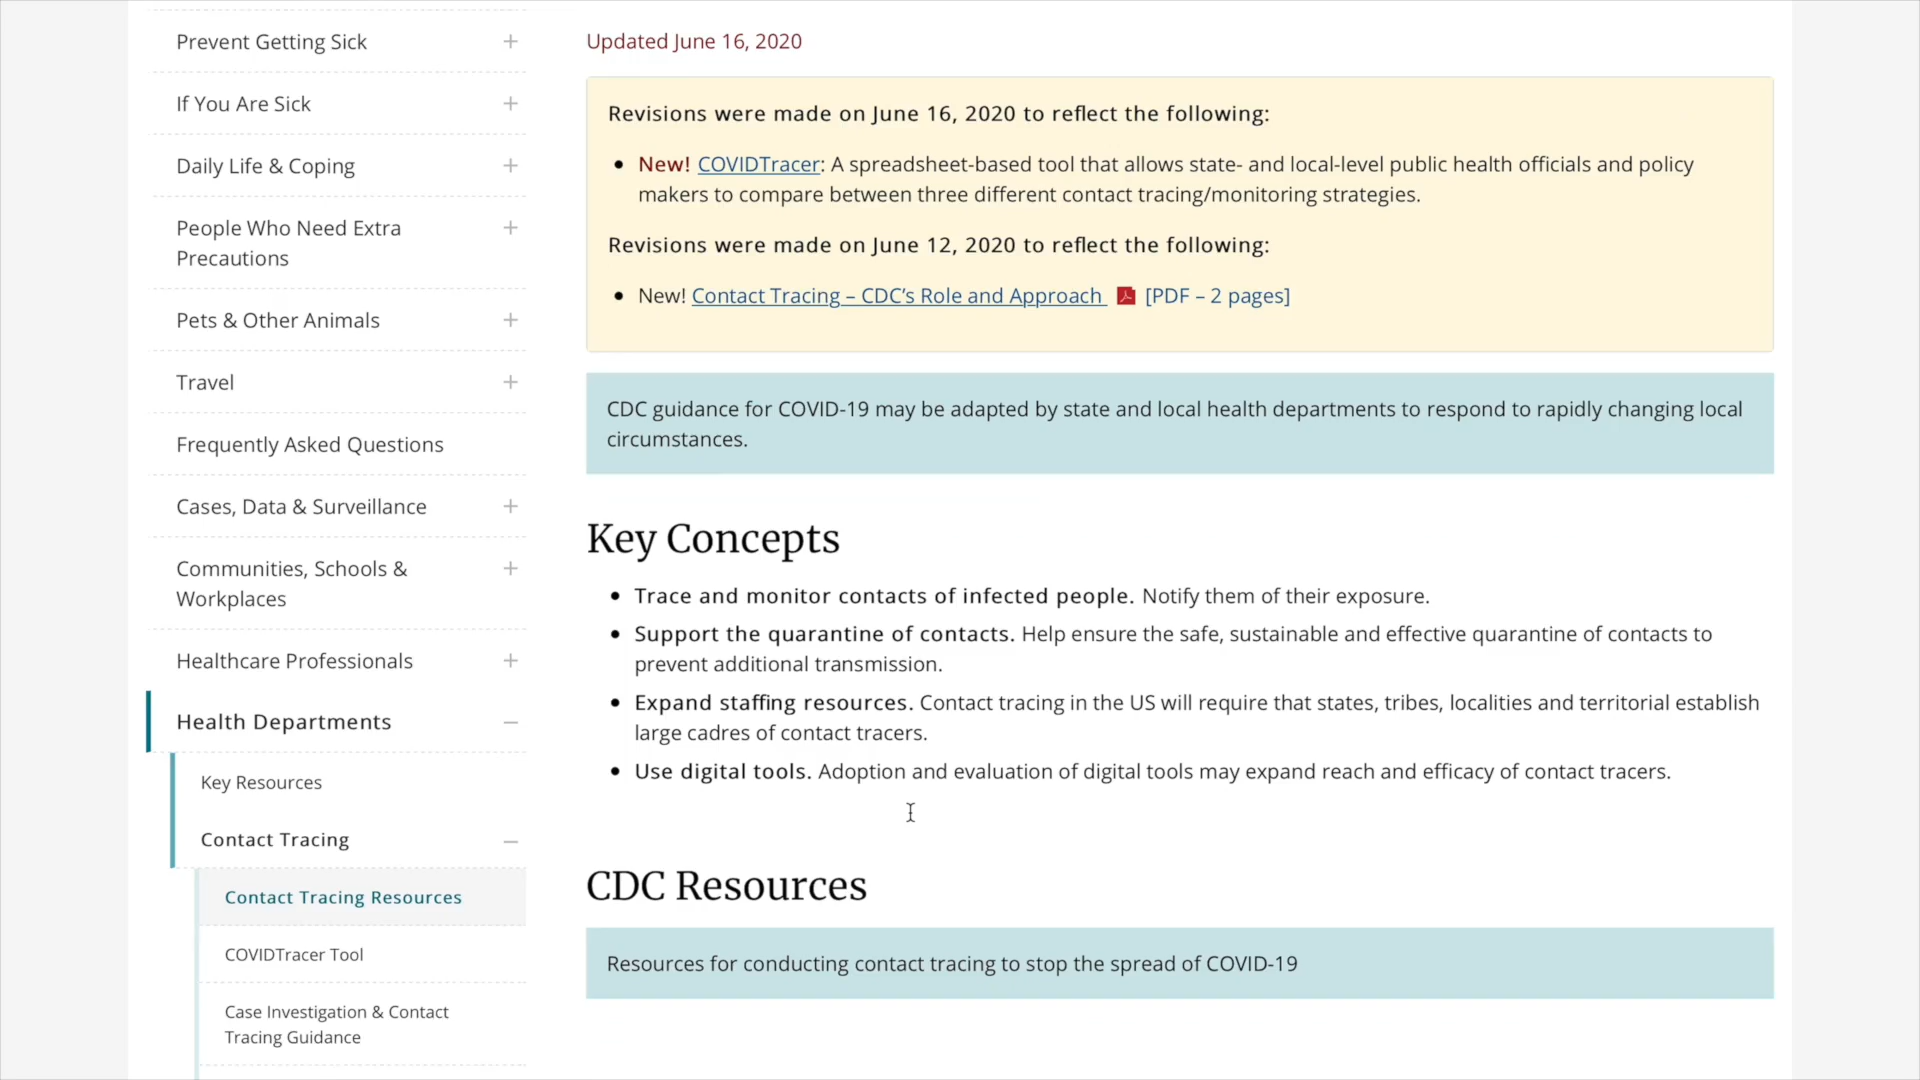 Prevent Getting Sick
If You Are Sick
Daily Life & Coping
People Who Need Extra
Precautions
Pets & Other Animals
Travel
Frequently Asked Questions
Cases, Data & Surveillance
Communities, Schools &
Workplaces
Healthcare Professionals
Health Departments
Key Resources
Contact Tracing
Contact Tracing Resources
COVIDTracer Tool
Case Investigation & Contact
Tracing Guidance
Updated June 16, 2020
Revisions were made on June 16, 2020 to reflect the following:
New! COVIDTracer: A spreadsheet-based tool that allows state- and local-level public health officials and policy
makers to compare between three different contact tracing/monitoring strategies.
Revisions were made on June 12, 2020 to reflect the following:
New! Contact Tracing – CDC’s Role and Approach [PDF – 2 pages]
CDC guidance for COVID-19 may be adapted by state and local health departments to respond to rapidly changing local
circumstances.
Key Concepts
Trace and monitor contacts of infected people. Notify them of their exposure.
Support the quarantine of contacts. Help ensure the safe, sustainable and effective quarantine of contacts to
prevent additional transmission.
Expand staffing resources. Contact tracing in the US will require that states, tribes, localities and territorial establish
large cadres of contact tracers.
Use digital tools. Adoption and evaluation of digital tools may expand reach and efficacy of contact tracers.
CDC Resources
Resources for conducting contact tracing to stop the spread of COVID-19